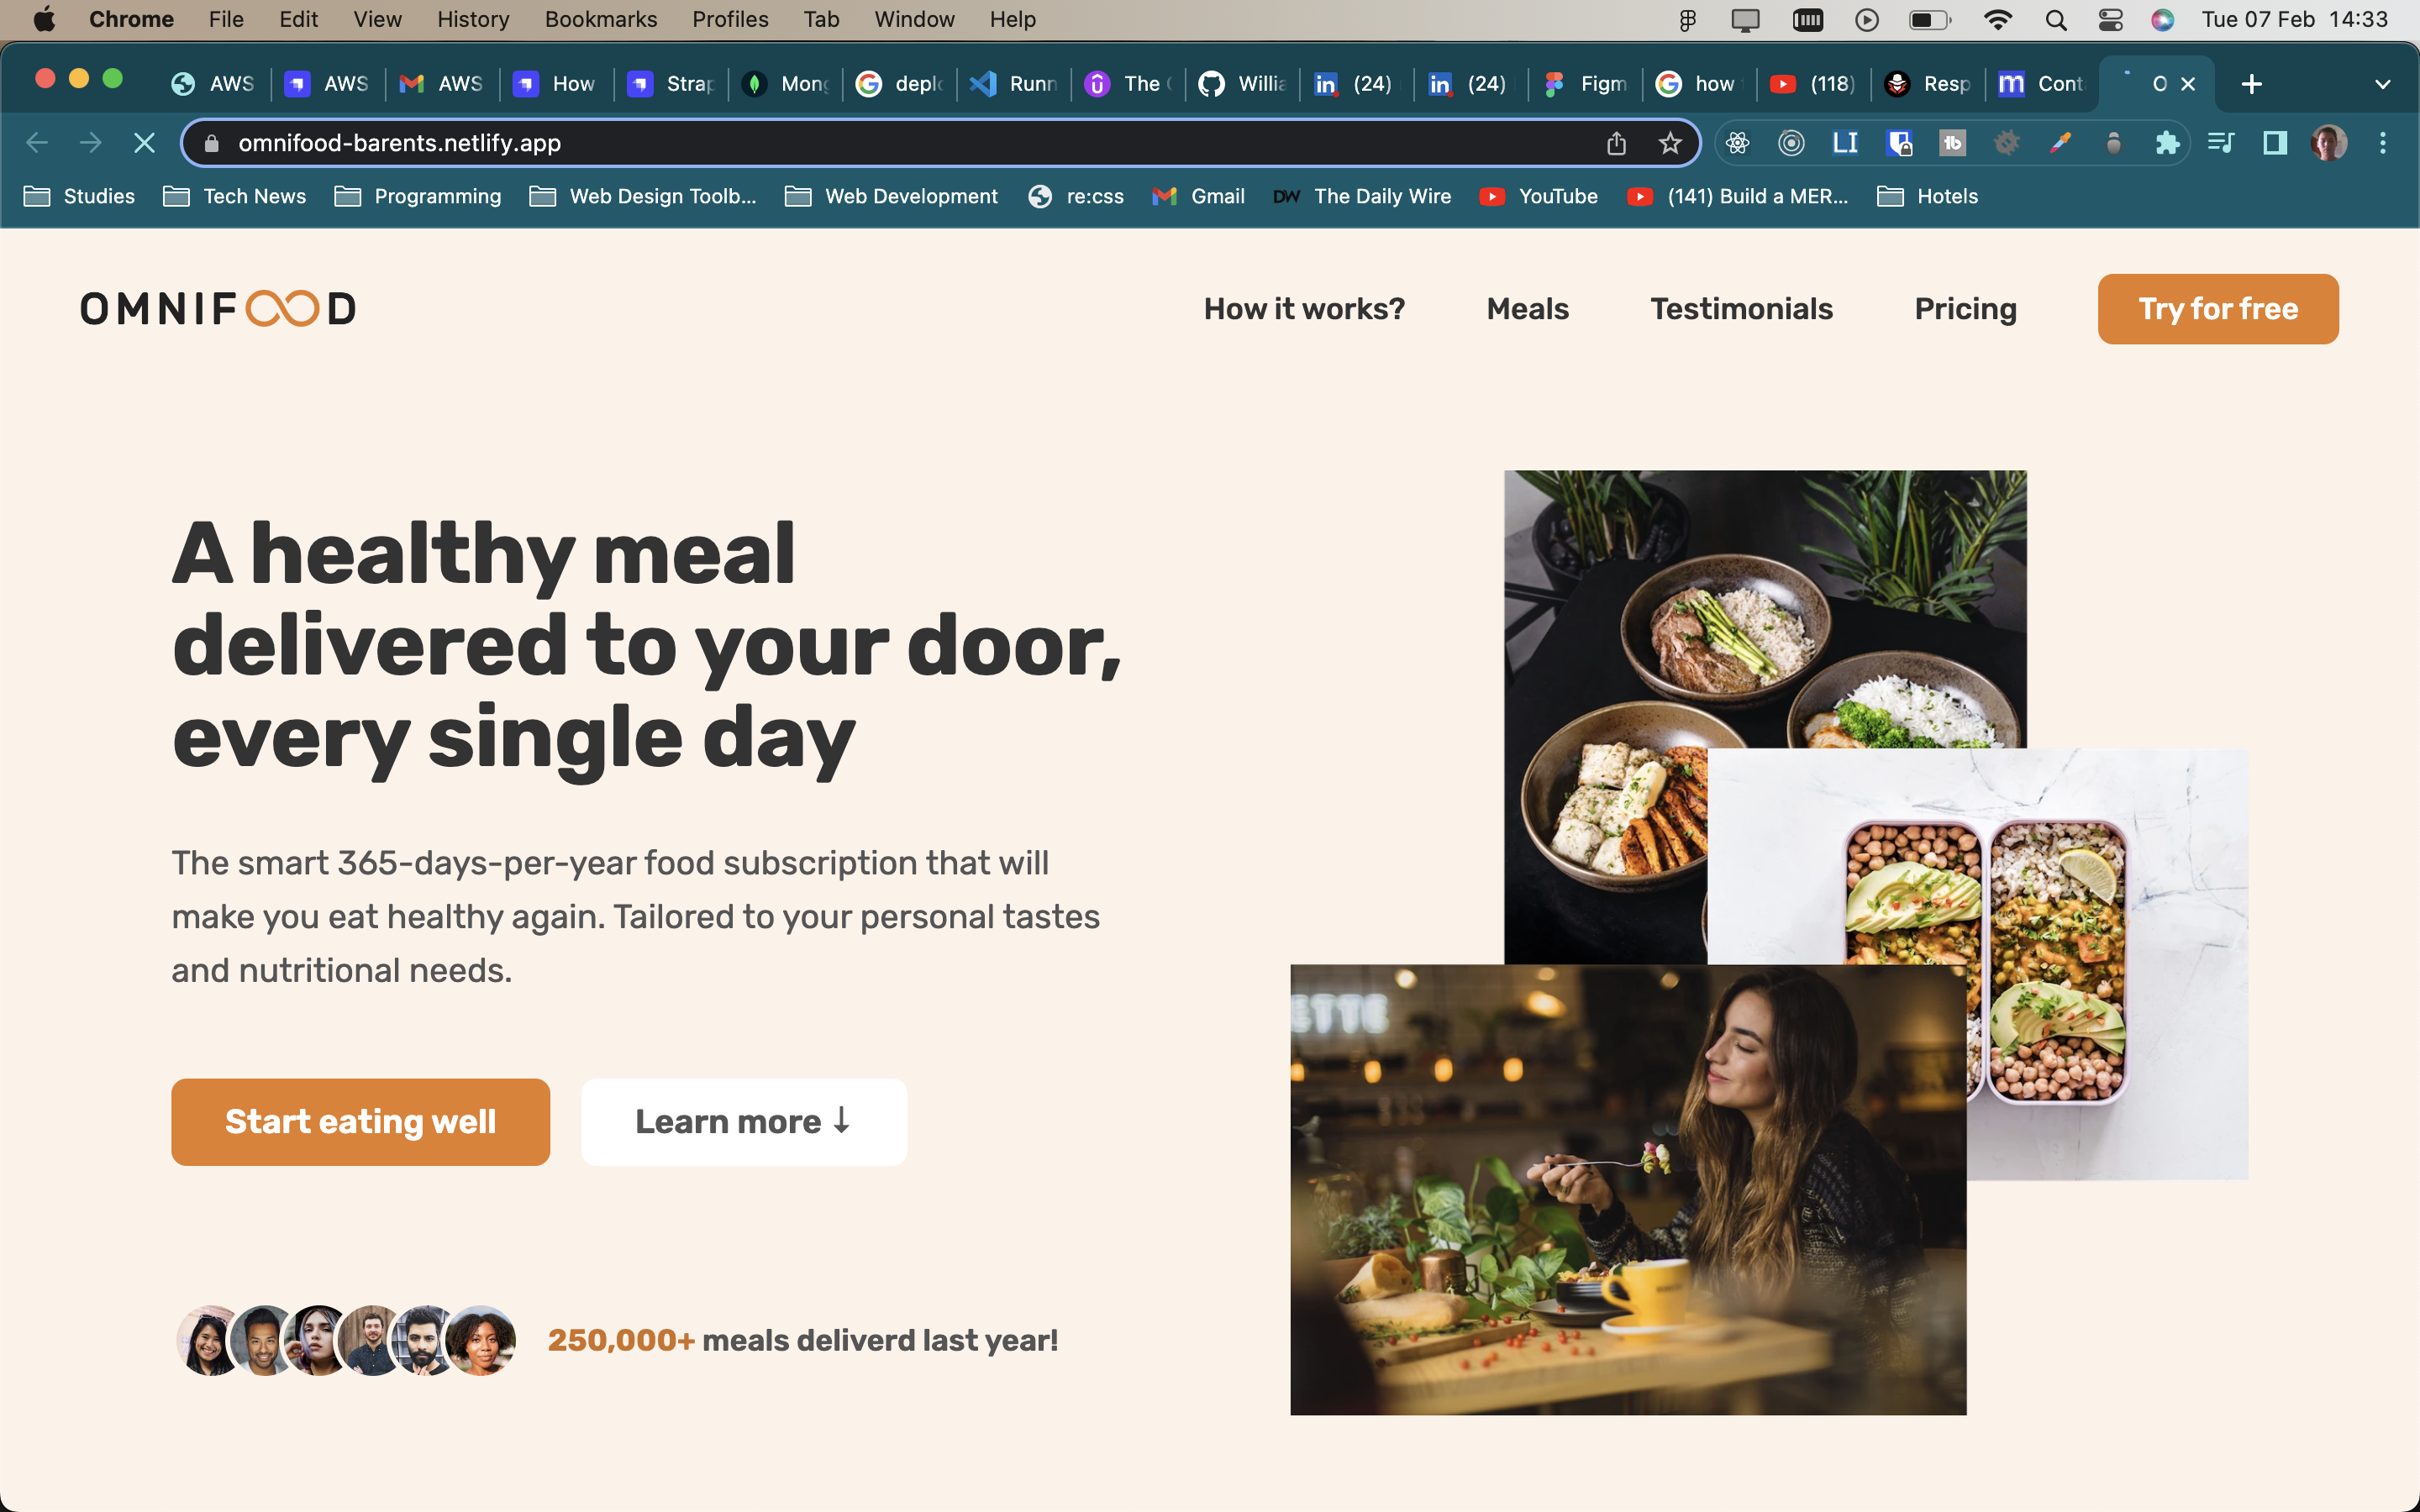 Chrome File Edit View History Bookmarks Profiles Tab Window Help Tue 07 Feb 14:33
AWS AWS AWS How Strap Mong deplo Runn The Willia (24) (24) Figm how (118) Resp Cont O
omnifood-barents.netlify.app LI tb
Studies Tech News Programming Web Design Toolb... Web Development re:css Gmail DW The Daily Wire YouTube (141) Build a MER... Hotels
OMNIFOOD How it works? Meals Testimonials Pricing Try for free
A healthy meal
delivered to your door,
every single day
The smart 365-days-per-year food subscription that will
make you eat healthy again. Tailored to your personal tastes
and nutritional needs.
ETTE
Start eating well Learn more ↓
250,000+ meals deliverd last year!